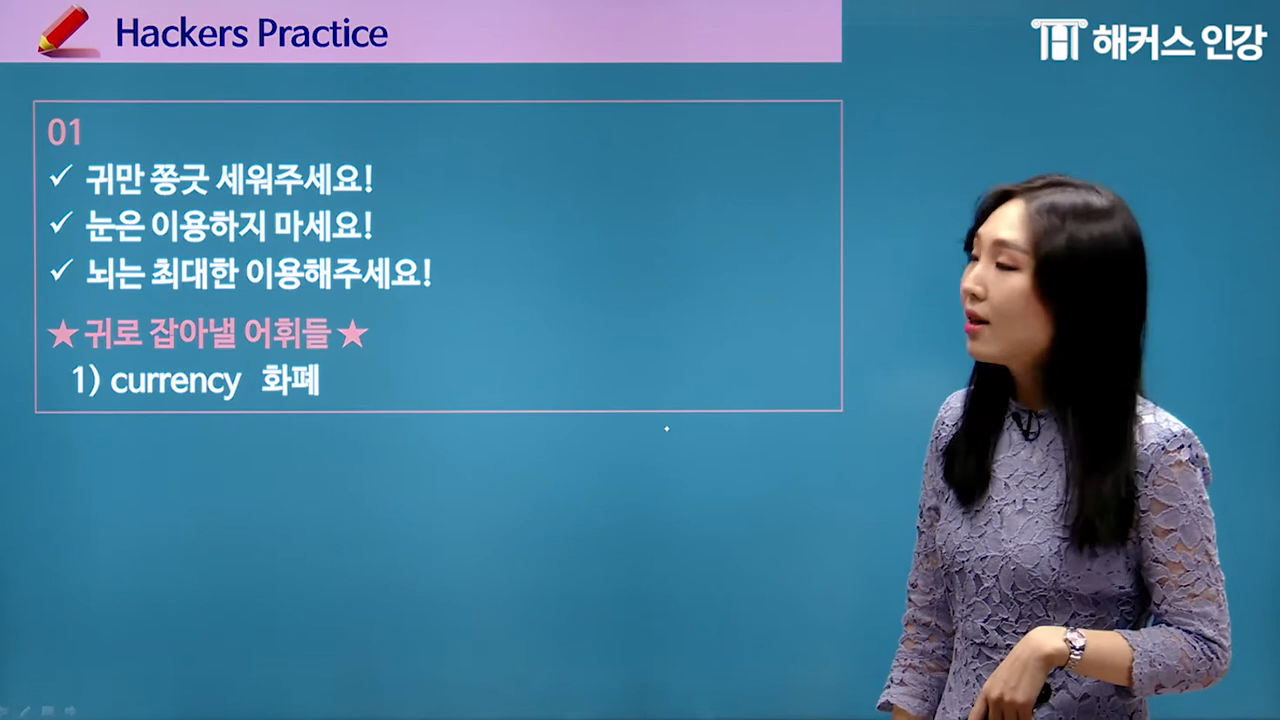 Hackers Practice
해커스 인강
01
✓ 귀만 쫑긋 세워주세요!
✓ 눈은 이용하지 마세요!
✓ 뇌는 최대한 이용해주세요!
★ 귀로 잡아낼 어휘들 ★
1) currency 화폐